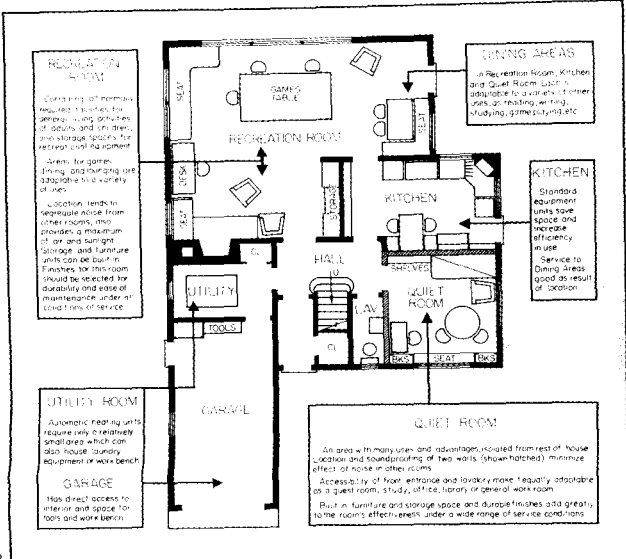 RECREATION
ROOM
Combining of normally
required facilities for
general living activities
of adults and children,
also storage spaces for
recreational equipment
Areas for games
dining and lounging are
adaptable to a variety
of uses
Location tends to
segregate noise from
other rooms, also
provides a maximum
of air and sunlight
Storage and furniture
units can be built-in
Finishes for this room
should be selected for
durability and ease of
maintenance under all
conditions of service
DINING AREAS
In Recreation Room, Kitchen
and Quiet Room Each is
adaptable to a variety of other
uses, as reading, writing,
studying, game playing, etc
KITCHEN
Standard
equipment
units save
space and
increase
efficiency
in use
Service to
Dining Areas
good as result
of location
SEAT
GAMES
TABLE
SEAT
RECREATION ROOM
DESK
SEAT
STORAGE
KITCHEN
CL
HALL
U
SHELVES
UTILITY
QUIET
ROOM
TOOLS
LAV
CL
BKS
SEAT
BKS
GARAGE
UTILITY ROOM
Automatic heating units
require only a relatively
small area which can
also house laundry
equipment or work bench
GARAGE
Has direct access to
interior and space for
tools and work bench
QUIET ROOM
An area with many uses and advantages, isolated from rest of house
Location and soundproofing of two walls (shown hatched) minimize
effect of noise in other rooms
Accessibility of front entrance and lavatory make it equally adaptable
as a guest room, study, office, library or general work room
Built in furniture and storage space and durable finishes add greatly
to the room's effectiveness under a wide range of service conditions